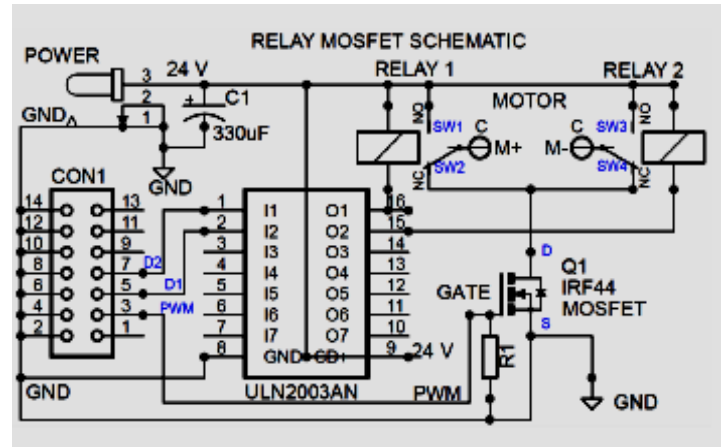 RELAY MOSFET SCHEMATIC
POWER
3 24 V
RELAY 1
RELAY 2
2
GND
1
+
C1
330uF
GND
MOTOR
NO
SW1
C
M+
SW2
NC
NO
C
SW3
M-
SW4
NC
CON1
14 13
12 11
10 9
8 7 D2
6 5 D1
4 3 PWM
2 1
GND
1 I1 O1 16
2 I2 O2 15
3 I3 O3 14
4 I4 O4 13
5 I5 O5 12
6 I6 O6 11
7 I7 O7 10
8 GND CD+ 9 24 V
ULN2003AN
PWM
R1
GATE
D
Q1
IRF44
MOSFET
S
GND